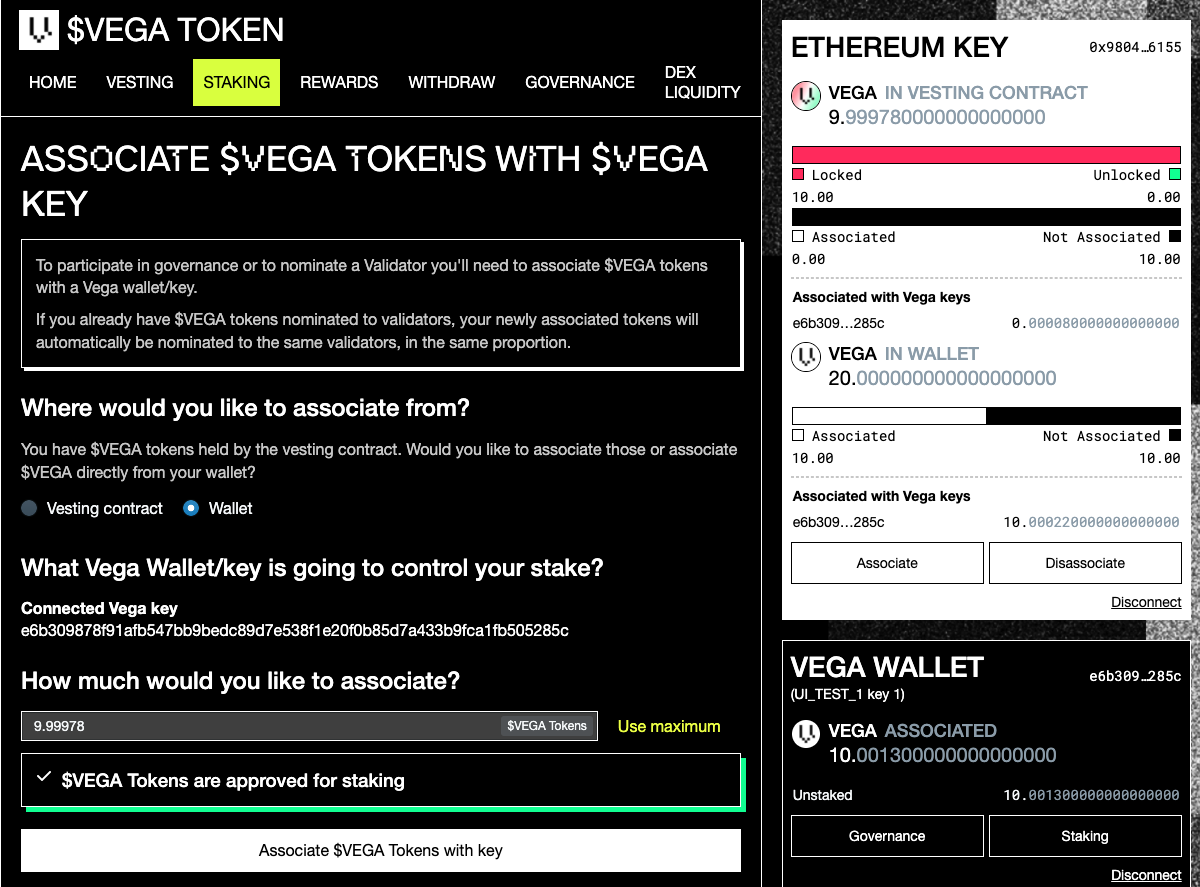 $VEGA TOKEN
HOME VESTING STAKING REWARDS WITHDRAW GOVERNANCE DEX LIQUIDITY
ASSOCIATE $VEGA TOKENS WITH $VEGA
KEY
To participate in governance or to nominate a Validator you'll need to associate $VEGA tokens
with a Vega wallet/key.
If you already have $VEGA tokens nominated to validators, your newly associated tokens will
automatically be nominated to the same validators, in the same proportion.
Where would you like to associate from?
You have $VEGA tokens held by the vesting contract. Would you like to associate those or associate
$VEGA directly from your wallet?
Vesting contract Wallet
What Vega Wallet/key is going to control your stake?
Connected Vega key
e6b309878f91afb547bb9bedc89d7e538f1e20f0b85d7a433b9fca1fb505285c
How much would you like to associate?
9.99978 $VEGA Tokens Use maximum
$VEGA Tokens are approved for staking
Associate $VEGA Tokens with key
ETHEREUM KEY 0x9804…6155
VEGA IN VESTING CONTRACT
9.999780000000000000
Locked Unlocked
10.00 0.00
Associated Not Associated
0.00 10.00
Associated with Vega keys
e6b309…285c 0.000080000000000000
VEGA IN WALLET
20.000000000000000000
Associated Not Associated
10.00 10.00
Associated with Vega keys
e6b309…285c 10.000220000000000000
Associate Disassociate
Disconnect
VEGA WALLET e6b309…285c
(UI_TEST_1 key 1)
VEGA ASSOCIATED
10.001300000000000000
Unstaked 10.001300000000000000
Governance Staking
Disconnect